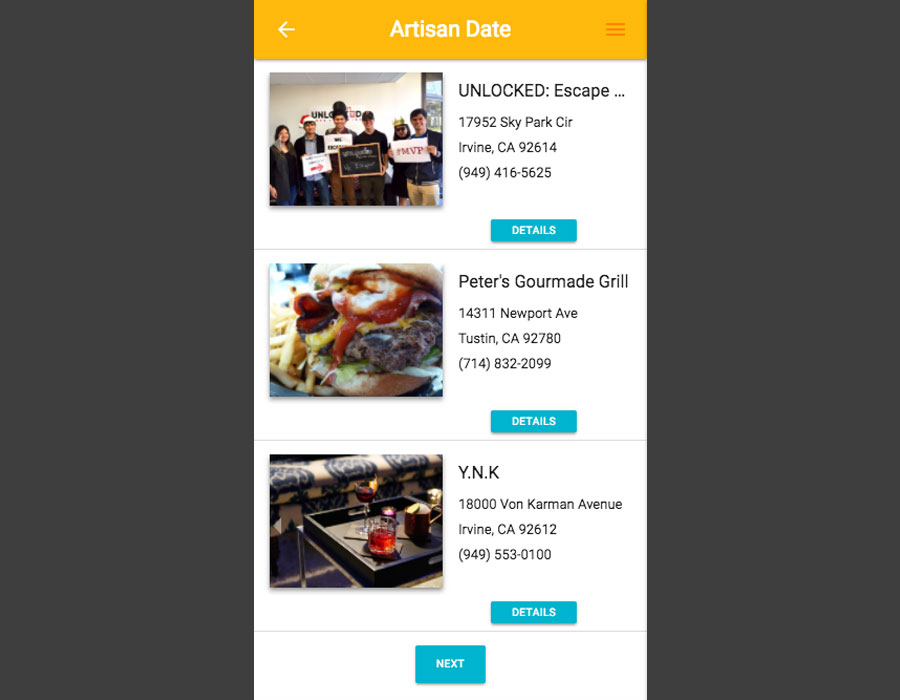 Artisan Date
UNLOCKED: Escape ...
17952 Sky Park Cir
Irvine, CA 92614
(949) 416-5625
UNLOCKED
#MVP
DETAILS
Peter's Gourmade Grill
14311 Newport Ave
Tustin, CA 92780
(714) 832-2099
DETAILS
Y.N.K
18000 Von Karman Avenue
Irvine, CA 92612
(949) 553-0100
DETAILS
NEXT